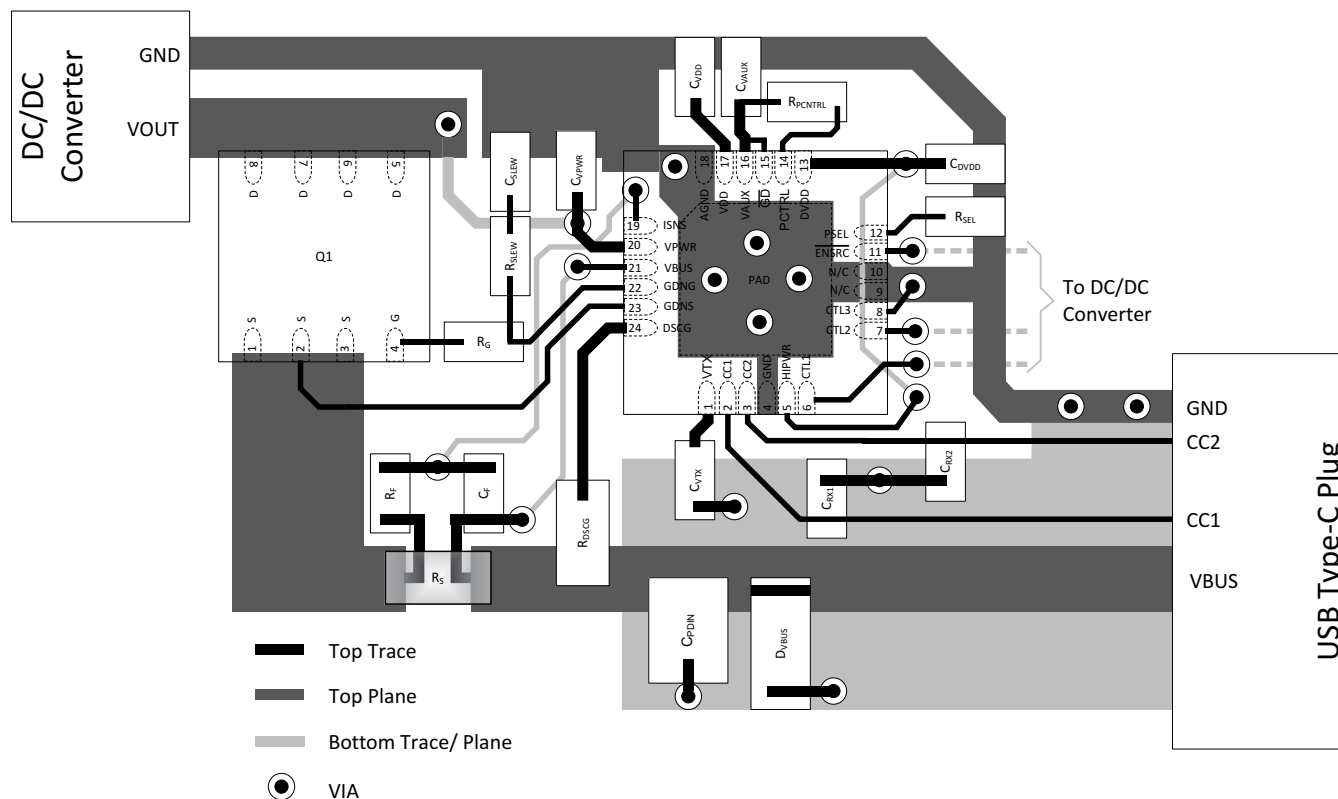 DC/DC
Converter
GND
VOUT
8
7
6
5
D
D
D
D
Q1
S
S
S
G
1
2
3
4
CSLEW
RSLEW
RG
CVPWR
CVDD
CVAUX
RPCNTRL
18
17
16
15
14
13
AGND
VDD
VAUX
GD
PCTRL
DVDD
CDVDD
RSEL
19
ISNS
20
VPWR
21
VBUS
22
GDNG
23
GDNS
24
DSCG
PAD
PSEL
12
ENSRC
11
N/C
10
N/C
9
CTL3
8
CTL2
7
VTX
CC1
CC2
GND
HIPWR
CTL1
1
2
3
4
5
6
To DC/DC
Converter
RF
CF
RS
RDSCG
CVTX
CRX1
CRX2
CPDIN
DVBUS
GND
CC2
CC1
VBUS
USB Type-C Plug
Top Trace
Top Plane
Bottom Trace/ Plane
VIA